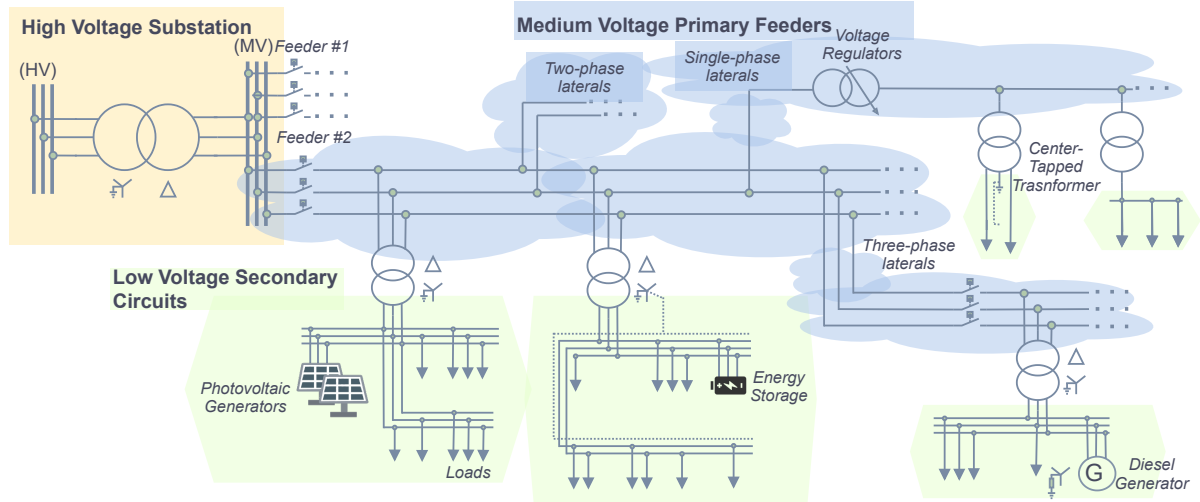 High Voltage Substation
Medium Voltage Primary Feeders
(HV)
(MV)
Feeder #1
Feeder #2
Two-phase
laterals
Single-phase
laterals
Voltage
Regulators
Center-
Tapped
Trasnformer
Three-phase
laterals
Low Voltage Secondary
Circuits
Photovoltaic
Generators
Loads
Energy
Storage
G
Diesel
Generator